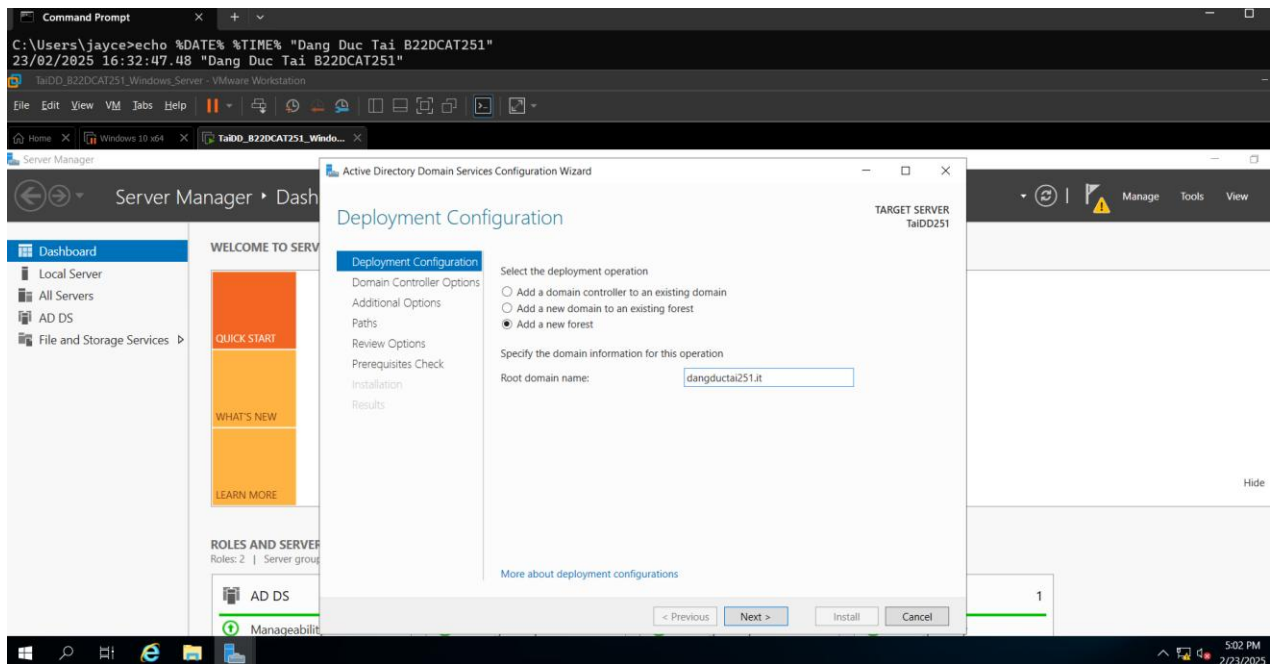 Command Prompt
C:\Users\jayce>echo %DATE% %TIME% "Dang Duc Tai B22DCAT251"
23/02/2025 16:32:47.48 "Dang Duc Tai B22DCAT251"
TaiDD_B22DCAT251_Windows_Server - VMware Workstation
File Edit View VM Tabs Help
Home Windows 10 x64 TaiDD_B22DCAT251_Windo...
Server Manager
Server Manager • Dash
Manage Tools View
Dashboard
Local Server
All Servers
AD DS
File and Storage Services
WELCOME TO SERV
QUICK START
WHAT'S NEW
LEARN MORE
Hide
ROLES AND SERVER
Roles: 2 | Server group
AD DS
1
Manageabilit
Active Directory Domain Services Configuration Wizard
Deployment Configuration
TARGET SERVER
TaiDD251
Deployment Configuration
Domain Controller Options
Additional Options
Paths
Review Options
Prerequisites Check
Installation
Results
Select the deployment operation
Add a domain controller to an existing domain
Add a new domain to an existing forest
Add a new forest
Specify the domain information for this operation
Root domain name: dangductai251.it
More about deployment configurations
< Previous Next > Install Cancel
5:02 PM
2/23/2025